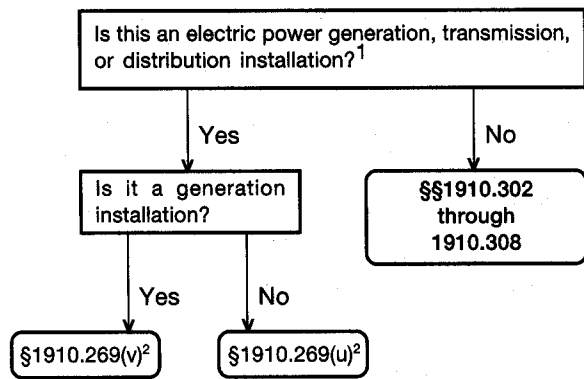 Is this an electric power generation, transmission,
or distribution installation?¹
Yes
No
Is it a generation
installation?
§§1910.302
through
1910.308
Yes
No
§1910.269(v)²
§1910.269(u)²